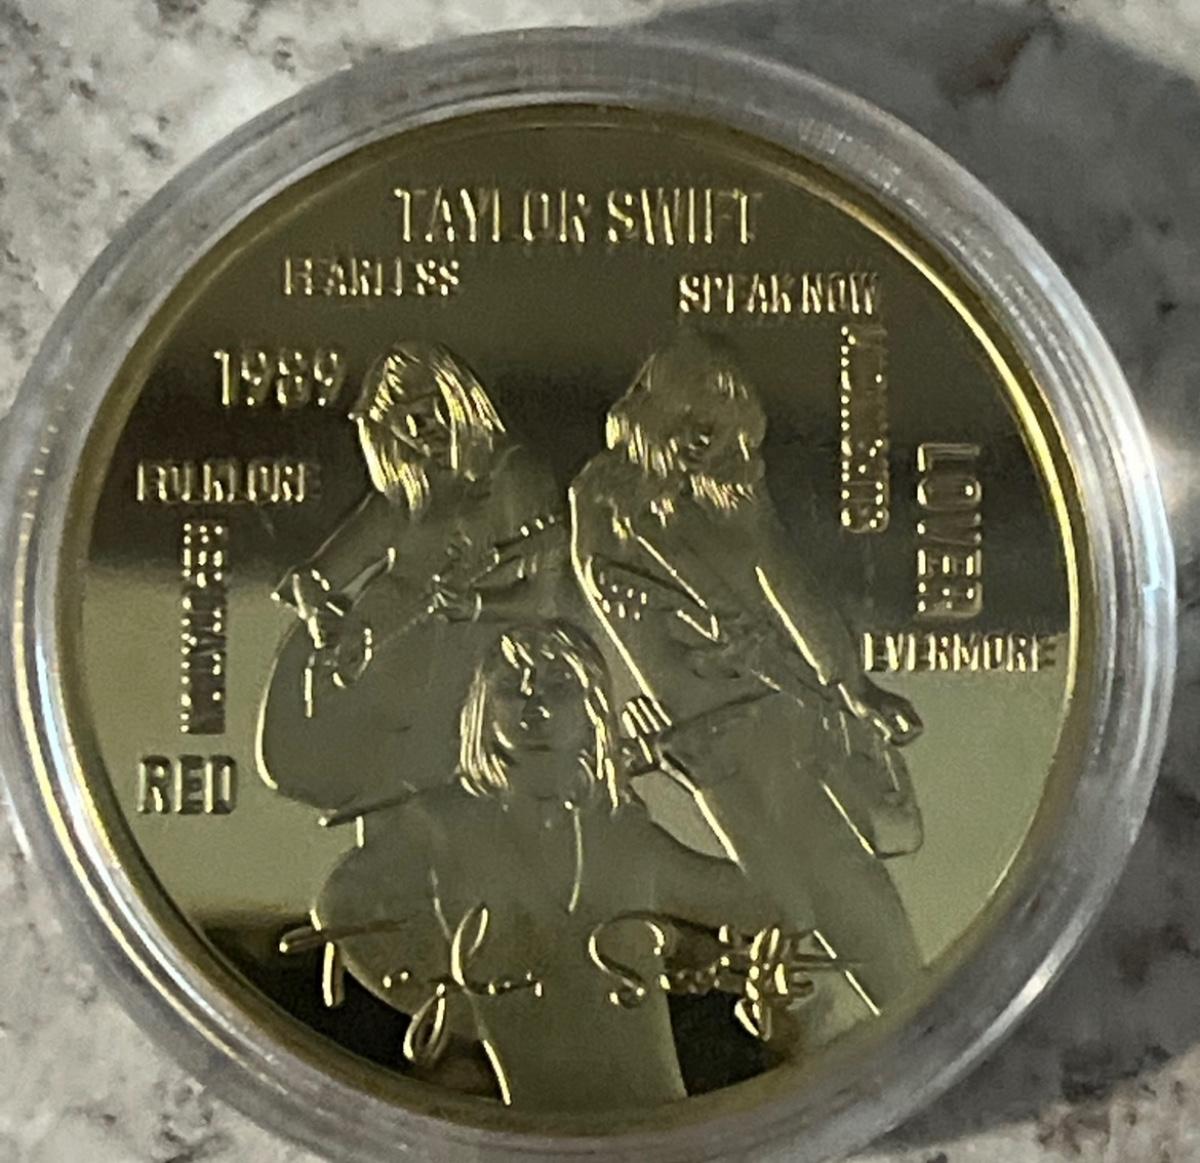 TAYLOR SWIFT
FEARLESS
SPEAK NOW
1989
FOLKLORE
LOVER
EVERMORE
RED
Taylor Swift